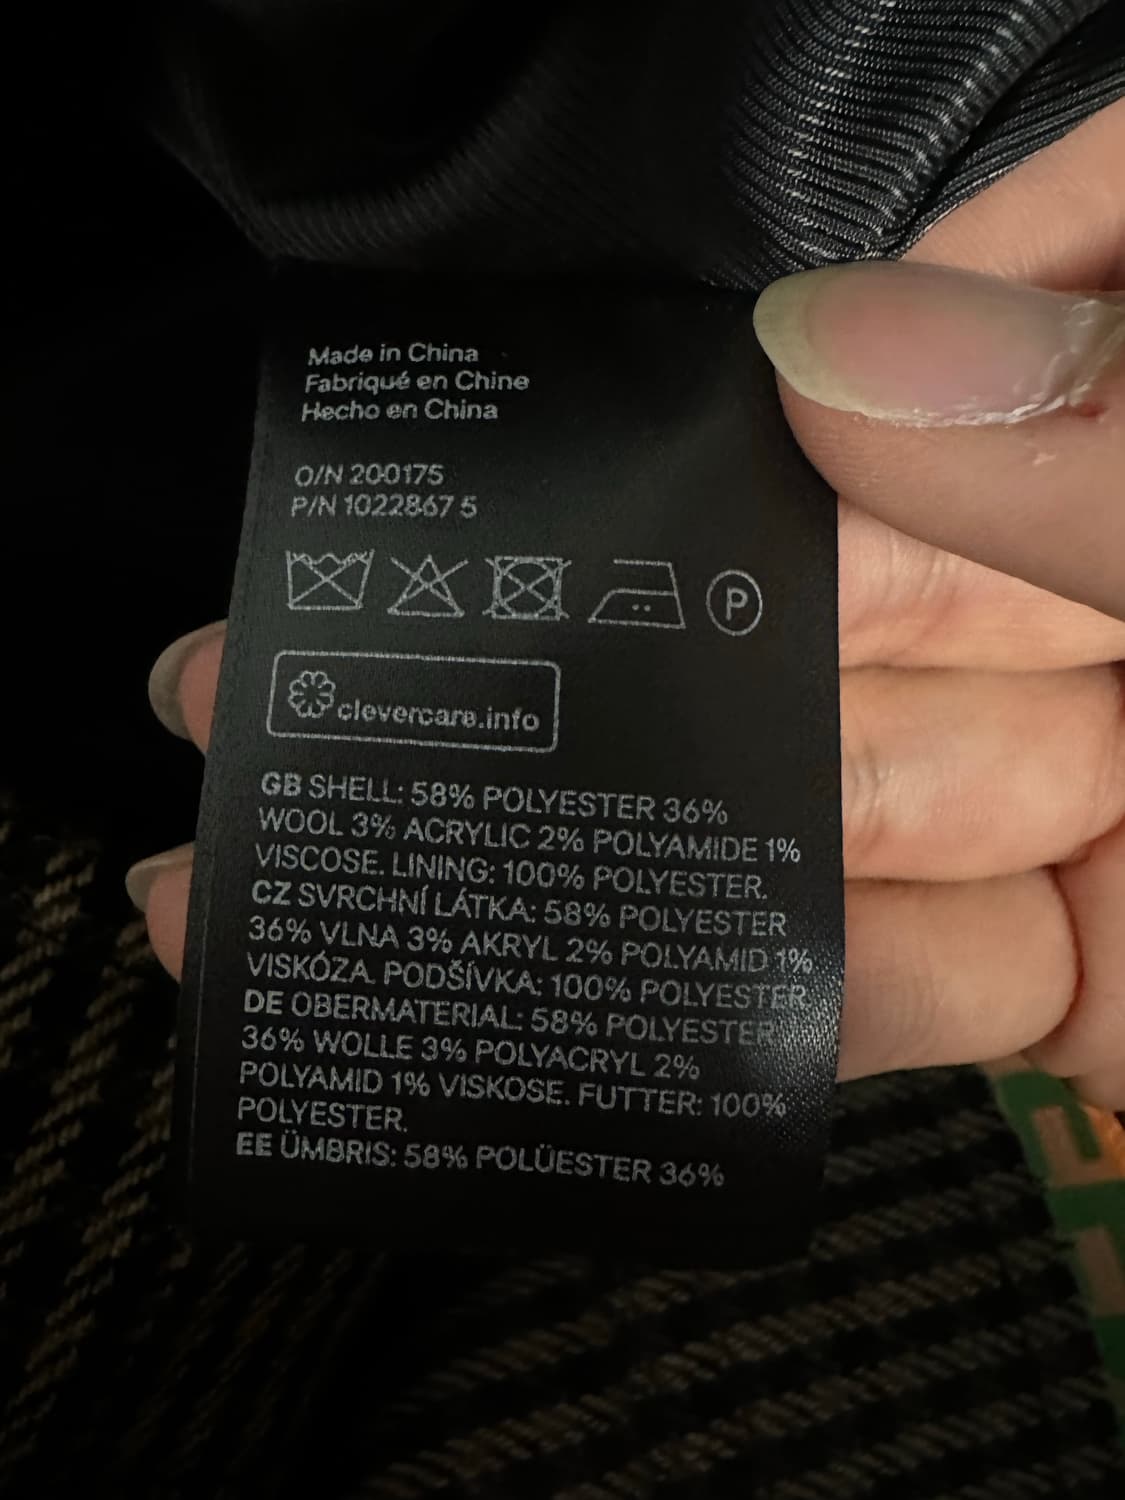 Made in China
Fabriqué en Chine
Hecho en China
O/N 200175
P/N 1022867 5
P
clevercare.info
GB SHELL: 58% POLYESTER 36%
WOOL 3% ACRYLIC 2% POLYAMIDE 1%
VISCOSE. LINING: 100% POLYESTER.
CZ SVRCHNÍ LÁTKA: 58% POLYESTER
36% VLNA 3% AKRYL 2% POLYAMID 1%
VISKÓZA. PODŠÍVKA: 100% POLYESTER.
DE OBERMATERIAL: 58% POLYESTER
36% WOLLE 3% POLYACRYL 2%
POLYAMID 1% VISKOSE. FUTTER: 100%
POLYESTER.
EE ÜMBRIS: 58% POLÜESTER 36%